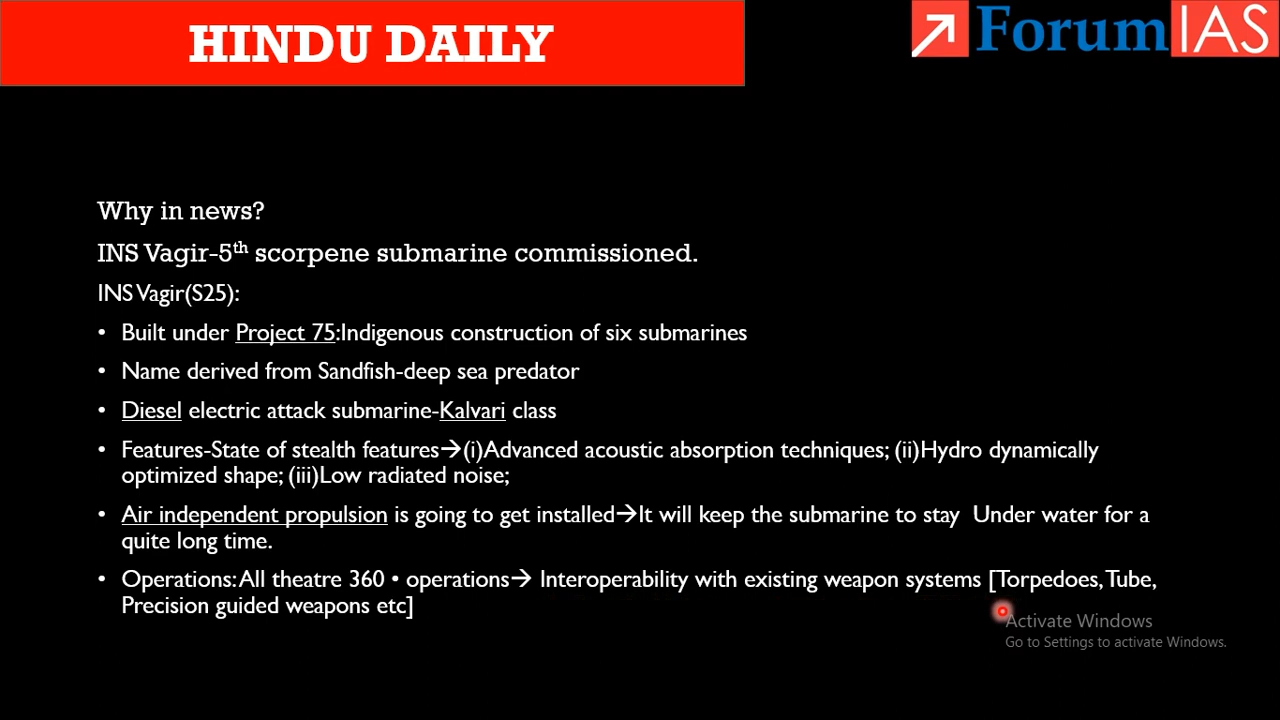 HINDU DAILY
ForumIAS
Why in news?
INS Vagir-5th scorpene submarine commissioned.
INS Vagir(S25):
• Built under Project 75:Indigenous construction of six submarines
• Name derived from Sandfish-deep sea predator
• Diesel electric attack submarine-Kalvari class
• Features-State of stealth features→(i)Advanced acoustic absorption techniques; (ii)Hydro dynamically
optimized shape; (iii)Low radiated noise;
• Air independent propulsion is going to get installed→It will keep the submarine to stay Under water for a
quite long time.
• Operations:All theatre 360 • operations→ Interoperability with existing weapon systems [Torpedoes, Tube,
Precision guided weapons etc]
Activate Windows
Go to Settings to activate Windows.